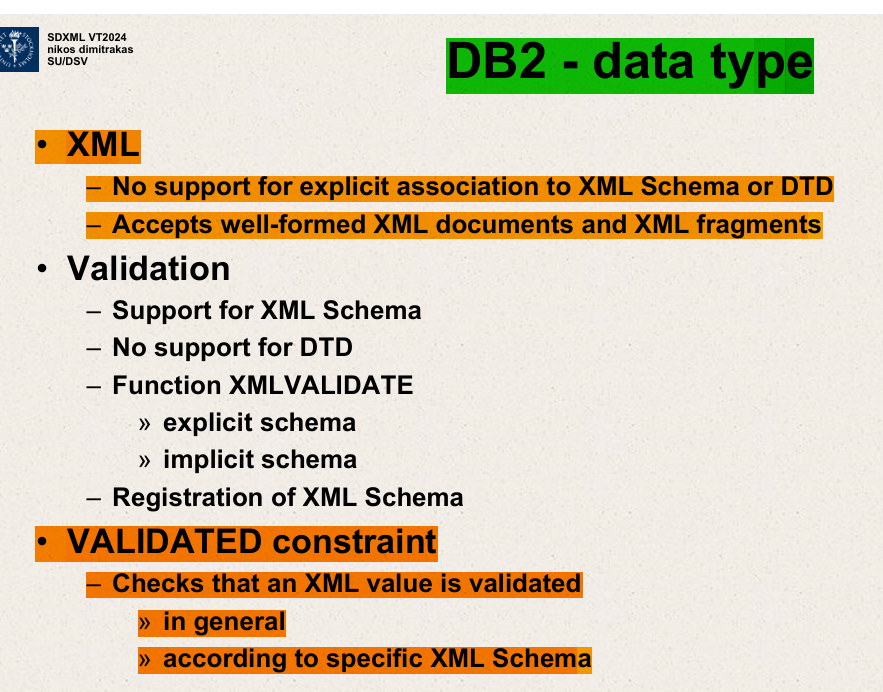 SDXML VT2024
nikos dimitrakas
SU/DSV
DB2 - data type
• XML
– No support for explicit association to XML Schema or DTD
– Accepts well-formed XML documents and XML fragments
• Validation
– Support for XML Schema
– No support for DTD
– Function XMLVALIDATE
» explicit schema
» implicit schema
– Registration of XML Schema
• VALIDATED constraint
– Checks that an XML value is validated
» in general
» according to specific XML Schema